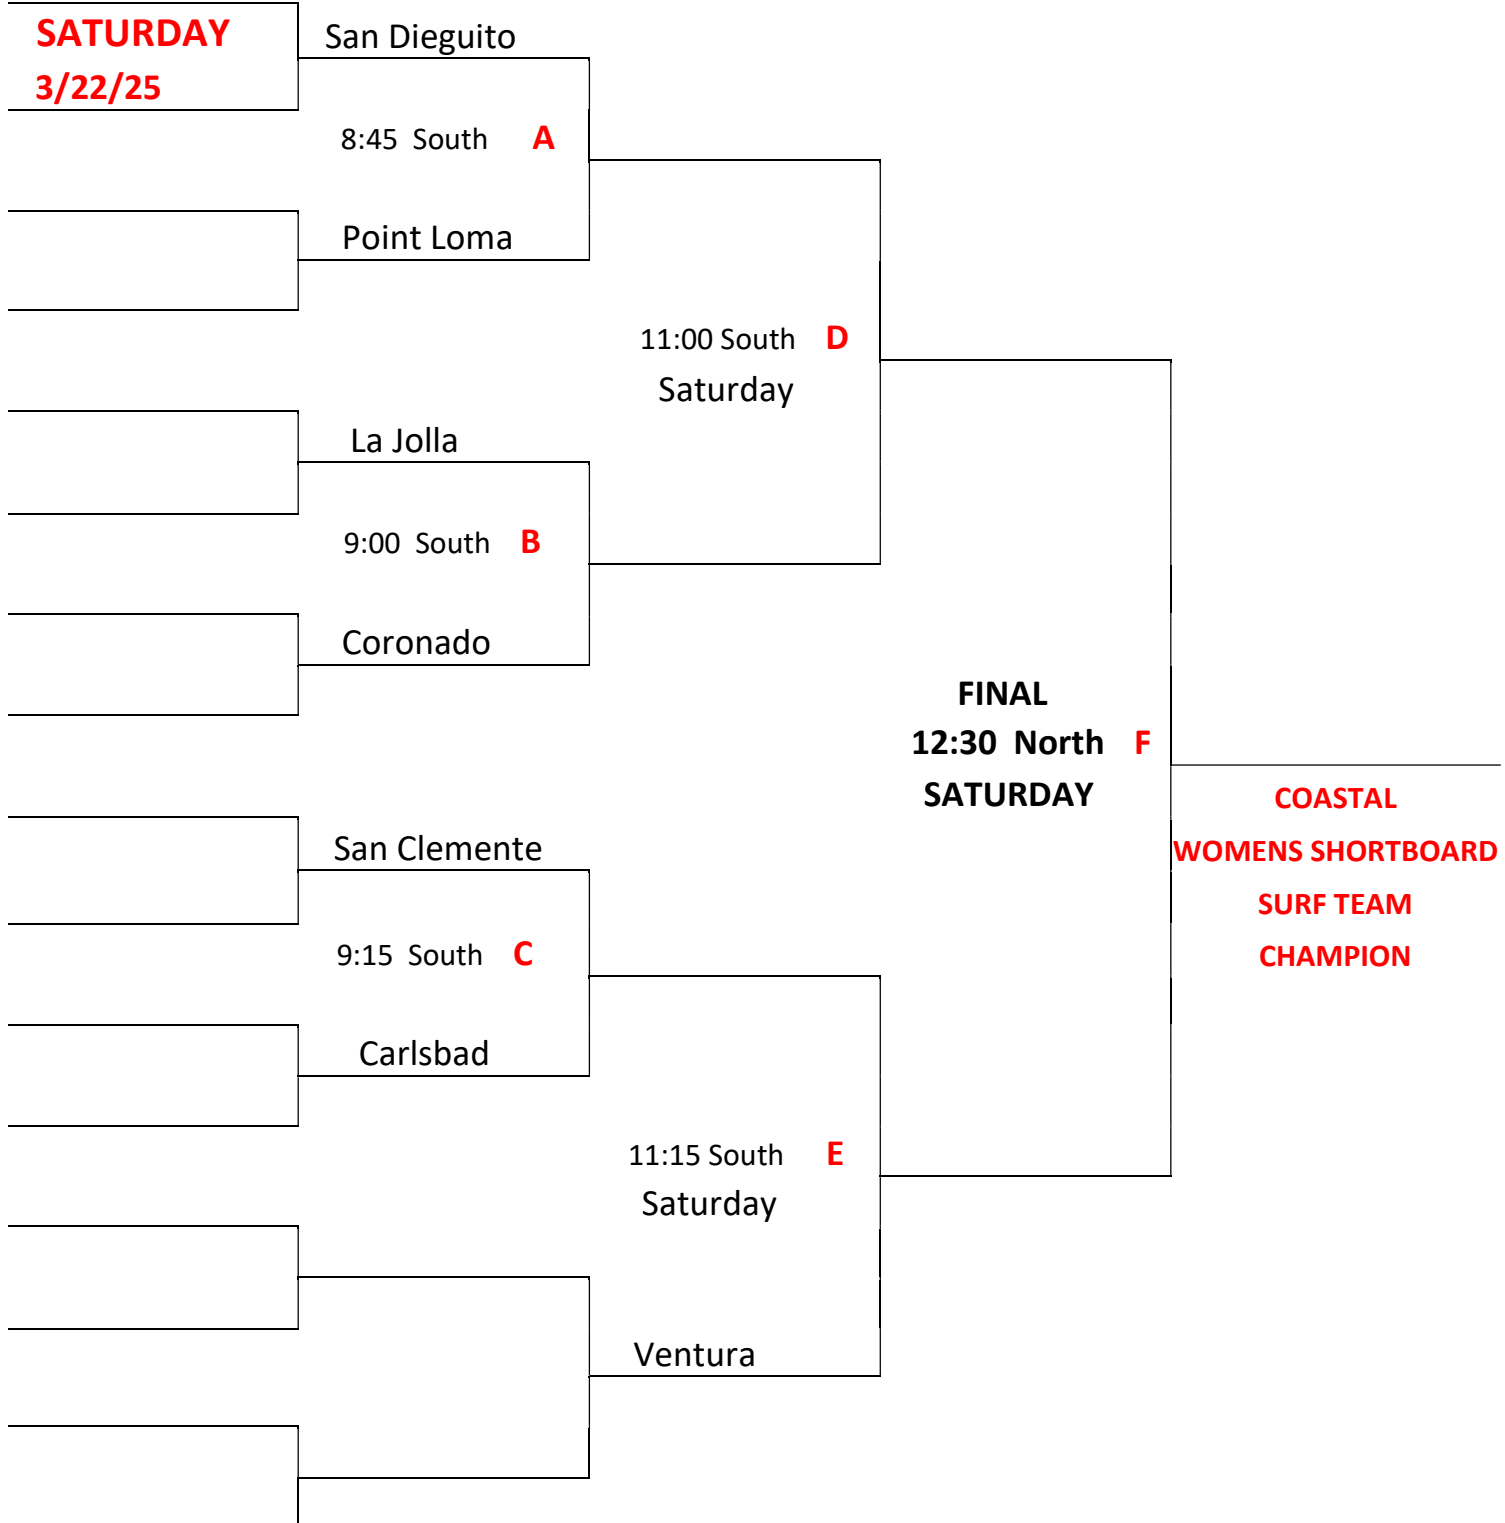 SATURDAY
3/22/25
San Dieguito
8:45 South A
Point Loma
11:00 South D
Saturday
La Jolla
9:00 South B
Coronado
FINAL
12:30 North F
SATURDAY
COASTAL
WOMENS SHORTBOARD
SURF TEAM
CHAMPION
San Clemente
9:15 South C
Carlsbad
11:15 South E
Saturday
Ventura